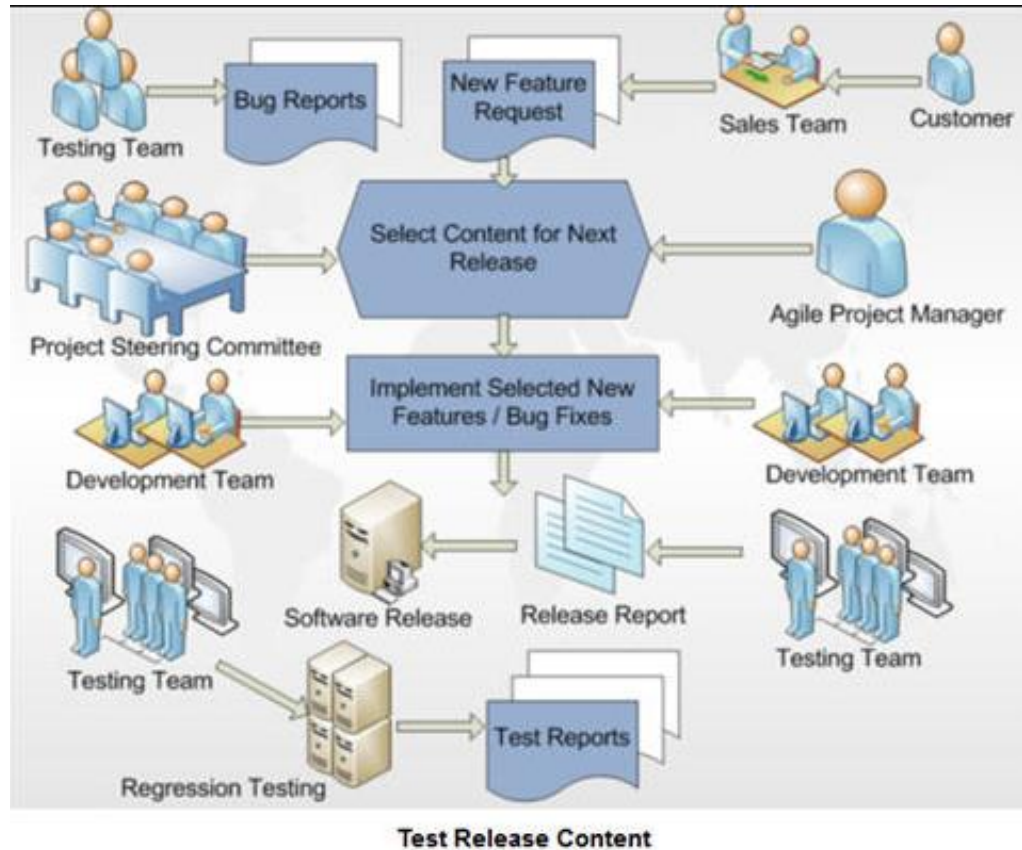 Testing Team
Bug Reports
New Feature
Request
Sales Team
Customer
Project Steering Committee
Select Content for Next
Release
Agile Project Manager
Development Team
Implement Selected New
Features / Bug Fixes
Development Team
Testing Team
Software Release
Release Report
Testing Team
Regression Testing
Test Reports
Test Release Content